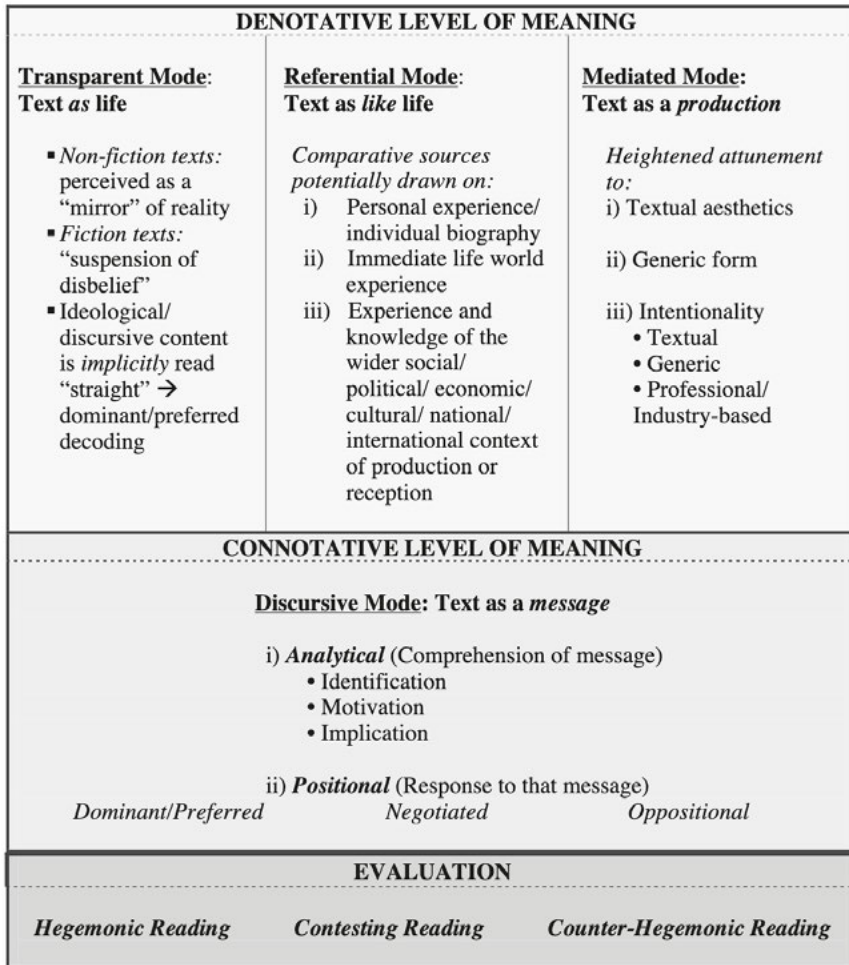 DENOTATIVE LEVEL OF MEANING
Transparent Mode:
Text as life
▪ Non-fiction texts:
perceived as a
“mirror” of reality
▪ Fiction texts:
“suspension of
disbelief”
▪ Ideological/
discursive content
is implicitly read
“straight” →
dominant/preferred
decoding
Referential Mode:
Text as like life
Comparative sources
potentially drawn on:
i) Personal experience/
individual biography
ii) Immediate life world
experience
iii) Experience and
knowledge of the
wider social/
political/ economic/
cultural/ national/
international context
of production or
reception
Mediated Mode:
Text as a production
Heightened attunement
to:
i) Textual aesthetics
ii) Generic form
iii) Intentionality
• Textual
• Generic
• Professional/
Industry-based
CONNOTATIVE LEVEL OF MEANING
Discursive Mode: Text as a message
i) Analytical (Comprehension of message)
• Identification
• Motivation
• Implication
ii) Positional (Response to that message)
Dominant/Preferred Negotiated Oppositional
EVALUATION
Hegemonic Reading Contesting Reading Counter-Hegemonic Reading